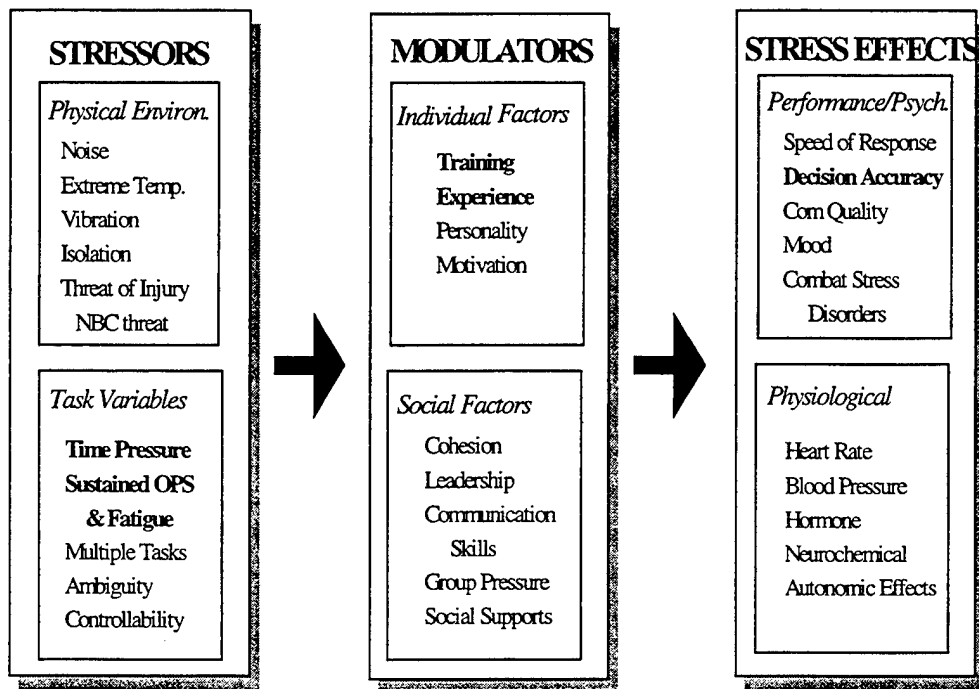 STRESSORS
Physical Environ.
Noise
Extreme Temp.
Vibration
Isolation
Threat of Injury
NBC threat
Task Variables
Time Pressure
Sustained OPS
& Fatigue
Multiple Tasks
Ambiguity
Controllability
MODULATORS
Individual Factors
Training
Experience
Personality
Motivation
Social Factors
Cohesion
Leadership
Communication
Skills
Group Pressure
Social Supports
STRESS EFFECTS
Performance/Psych.
Speed of Response
Decision Accuracy
Com Quality
Mood
Combat Stress
Disorders
Physiological
Heart Rate
Blood Pressure
Hormone
Neurochemical
Autonomic Effects